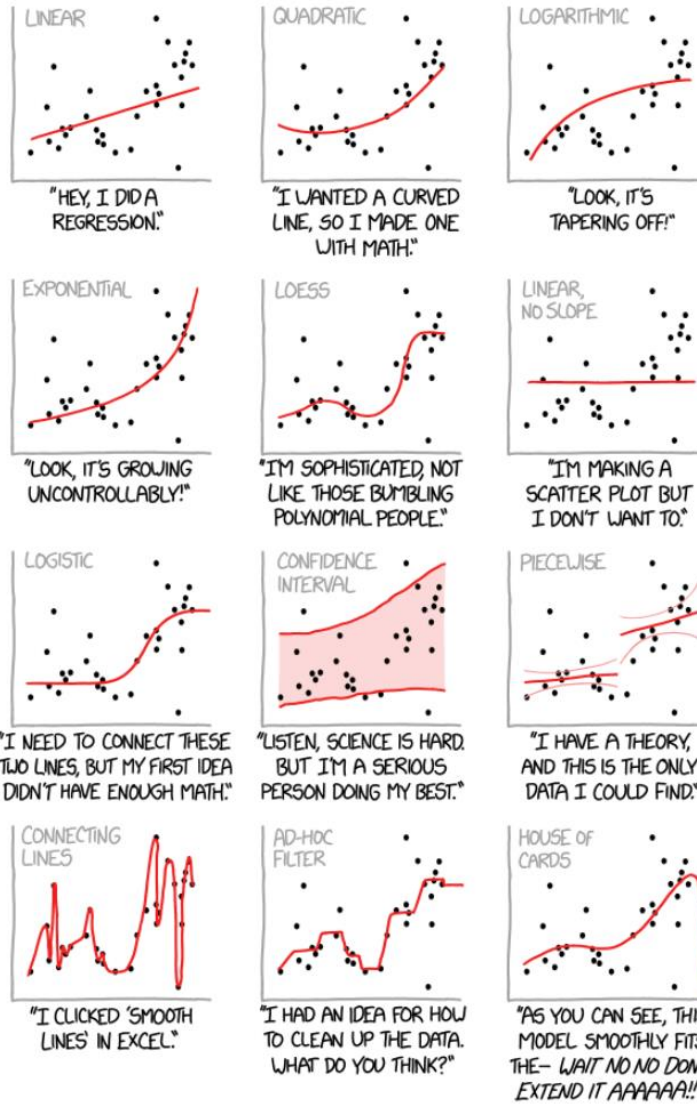 LINEAR
"HEY, I DID A
REGRESSION."
QUADRATIC
"I WANTED A CURVED
LINE, SO I MADE ONE
WITH MATH."
LOGARITHMIC
"LOOK, IT'S
TAPERING OFF!"
EXPONENTIAL
"LOOK, IT'S GROWING
UNCONTROLLABLY!"
LOESS
"I'M SOPHISTICATED, NOT
LIKE THOSE BUMBLING
POLYNOMIAL PEOPLE."
LINEAR,
NO SLOPE
"I'M MAKING A
SCATTER PLOT BUT
I DON'T WANT TO."
LOGISTIC
"I NEED TO CONNECT THESE
TWO LINES, BUT MY FIRST IDEA
DIDN'T HAVE ENOUGH MATH."
CONFIDENCE
INTERVAL
"LISTEN, SCIENCE IS HARD.
BUT I'M A SERIOUS
PERSON DOING MY BEST."
PIECEWISE
"I HAVE A THEORY,
AND THIS IS THE ONLY
DATA I COULD FIND."
CONNECTING
LINES
"I CLICKED 'SMOOTH
LINES' IN EXCEL."
AD-HOC
FILTER
"I HAD AN IDEA FOR HOW
TO CLEAN UP THE DATA.
WHAT DO YOU THINK?"
HOUSE OF
CARDS
"AS YOU CAN SEE, THI
MODEL SMOOTHLY FITS
THE- WAIT NO NO DON
EXTEND IT AAAAAA!!